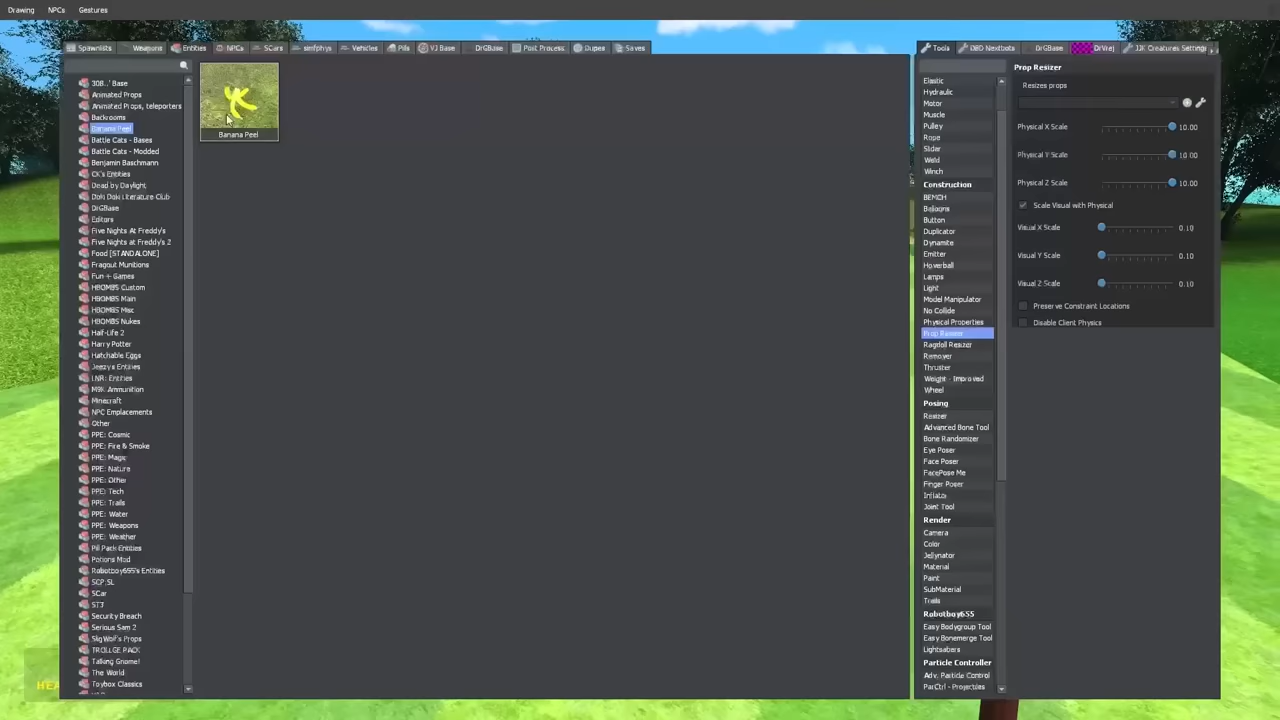 Drawing NPCs Gestures
Spawnlists Weapons Entities NPCs SCars simfphys Vehicles Pills VJ Base DrGBase Post Process Dupes Saves
Banana Peel
308..' Base
Animated Props
Animated Props, teleporters
Backrooms
Banana Peel
Battle Cats - Bases
Battle Cats - Modded
Benjamin Baschmann
CK's Entities
Dead by Daylight
Doki Doki Literature Club
DrGBase
Editors
Five Nights At Freddy's
Five Nights at Freddy's 2
Food [STANDALONE]
Fragout Munitions
Fun + Games
HBOMBS Custom
HBOMBS Main
HBOMBS Misc
HBOMBS Nukes
Half-Life 2
Harry Potter
Hatchable Eggs
Jeezy's Entities
LNR: Entities
M9K Ammunition
Minecraft
NPC Emplacements
Other
PPE: Cosmic
PPE: Fire & Smoke
PPE: Magic
PPE: Nature
PPE: Other
PPE: Tech
PPE: Trails
PPE: Water
PPE: Weapons
PPE: Weather
Pill Pack Entities
Potions Mod
Robotboy655's Entities
SCP:SL
SCar
Security Breach
Serious Sam 2
SligWolf's Props
TROLLGE PACK
Talking Gnome!
The World
Toybox Classics
HEA
Tools DrGBase JJK Creatures Settings
Elastic
Hydraulic
Motor
Muscle
Pulley
Rope
Slider
Weld
Winch
Construction
BEMCH
Balloons
Button
Duplicator
Dynamite
Emitter
Hoverball
Lamps
Light
Model Manipulator
No Collide
Physical Properties
Prop Resizer
Ragdoll Resizer
Remover
Thruster
Weight - Improved
Wheel
Posing
Resizer
Advanced Bone Tool
Bone Randomizer
Eye Poser
Face Poser
FacePose Me
Finger Poser
Inflator
Joint Tool
Render
Camera
Color
Jellynator
Material
Paint
SubMaterial
Trails
Robotboy655
Easy Bodygroup Tool
Easy Bonemerge Tool
Lightsabers
Particle Controller
Adv. Particle Control
ParCtrl - Projectiles
Prop Resizer
Resizes props
Physical X Scale 10.00
Physical Y Scale 10.00
Physical Z Scale 10.00
Scale Visual with Physical
Visual X Scale 0.10
Visual Y Scale 0.10
Visual Z Scale 0.10
Preserve Constraint Locations
Disable Client Physics